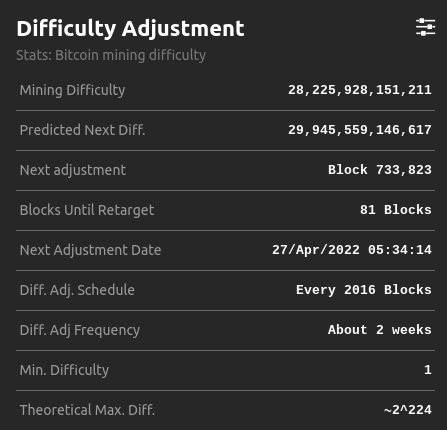 Difficulty Adjustment
Stats: Bitcoin mining difficulty
Mining Difficulty 28,225,928,151,211
Predicted Next Diff. 29,945,559,146,617
Next adjustment Block 733,823
Blocks Until Retarget 81 Blocks
Next Adjustment Date 27/Apr/2022 05:34:14
Diff. Adj. Schedule Every 2016 Blocks
Diff. Adj Frequency About 2 weeks
Min. Difficulty 1
Theoretical Max. Diff. ~2^224